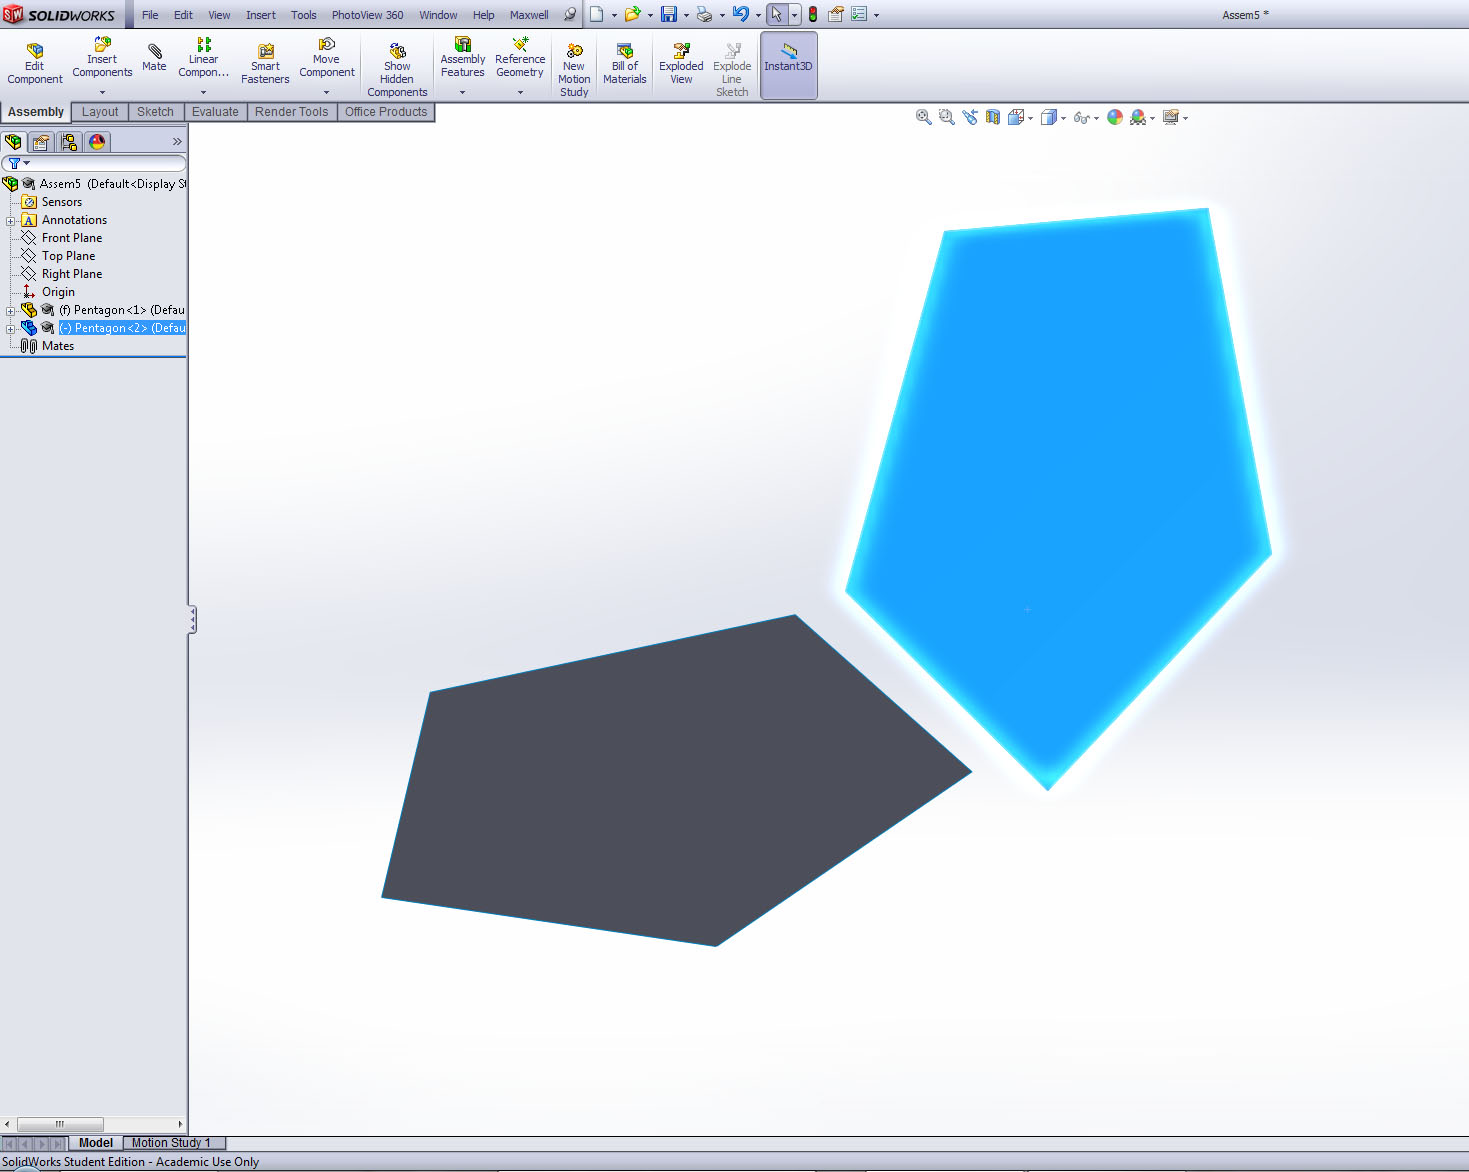 SW SOLIDWORKS File Edit View Insert Tools PhotoView 360 Window Help Maxwell Assem5 *
Edit Component
Insert Components
Mate
Linear Compon...
Smart Fasteners
Move Component
Show Hidden Components
Assembly Features
Reference Geometry
New Motion Study
Bill of Materials
Exploded View
Explode Line Sketch
Instant3D
Assembly Layout Sketch Evaluate Render Tools Office Products
Assem5 (Default<Display St
Sensors
A Annotations
Front Plane
Top Plane
Right Plane
Origin
(f) Pentagon<1> (Defau
(-) Pentagon<2> (Defau
Mates
Model Motion Study 1
SolidWorks Student Edition - Academic Use Only